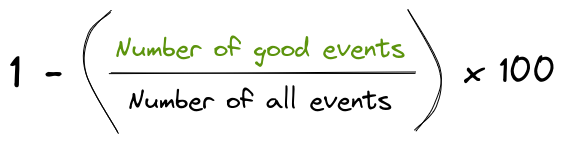 Number of good events
1 - ( ) x 100
Number of all events